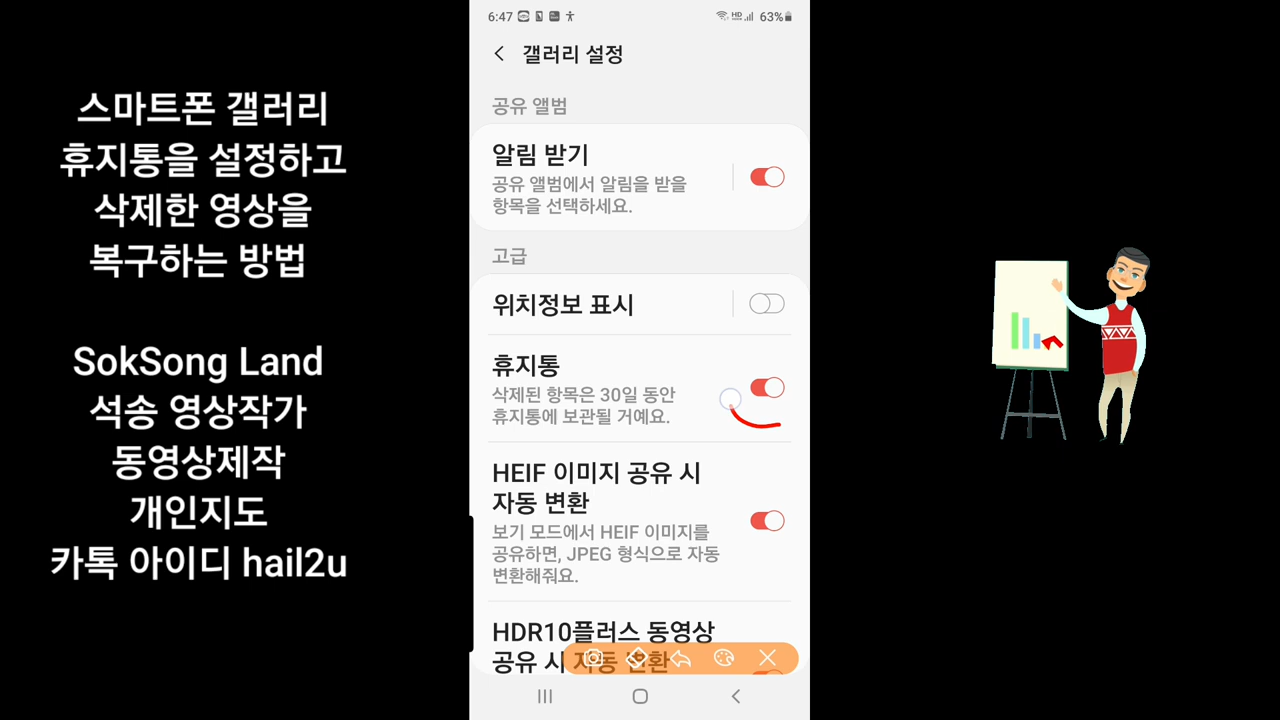 스마트폰 갤러리
휴지통을 설정하고
삭제한 영상을
복구하는 방법
SokSong Land
석송 영상작가
동영상제작
개인지도
카톡 아이디 hail2u
6:47
63%
갤러리 설정
공유 앨범
알림 받기
공유 앨범에서 알림을 받을
항목을 선택하세요.
고급
위치정보 표시
휴지통
삭제된 항목은 30일 동안
휴지통에 보관될 거예요.
HEIF 이미지 공유 시
자동 변환
보기 모드에서 HEIF 이미지를
공유하면, JPEG 형식으로 자동
변환해줘요.
HDR10플러스 동영상
공유 시 자동 변환